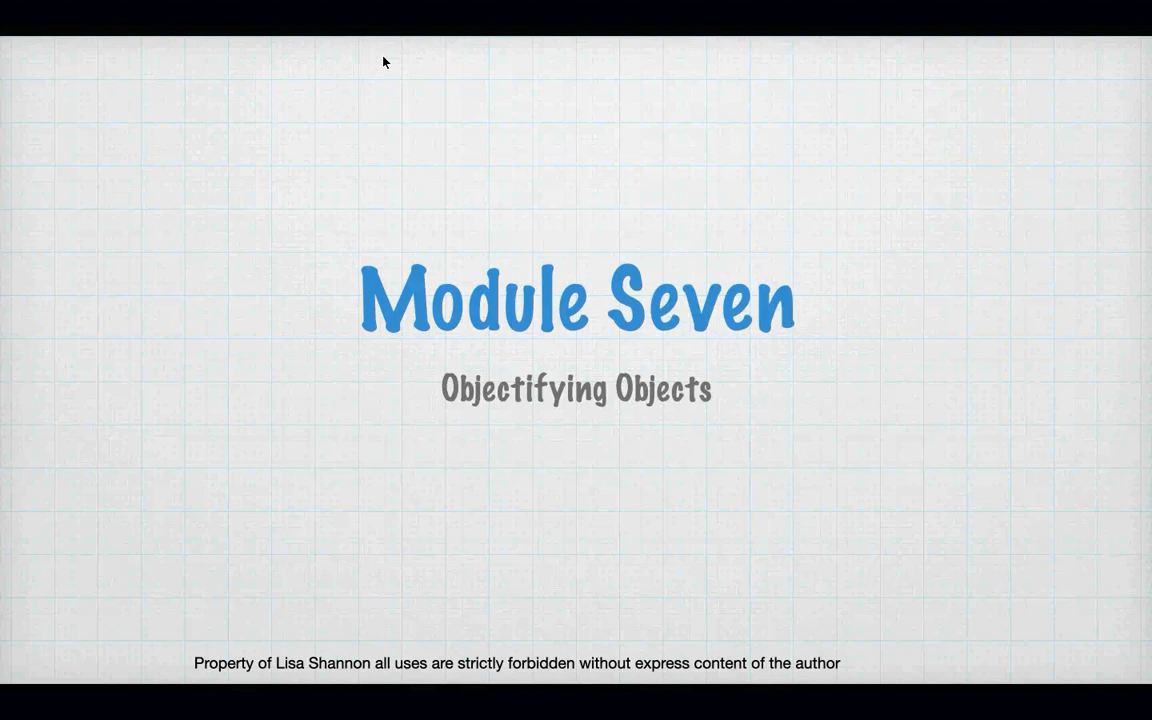 Module Seven
Objectifying Objects
Property of Lisa Shannon all uses are strictly forbidden without express content of the author